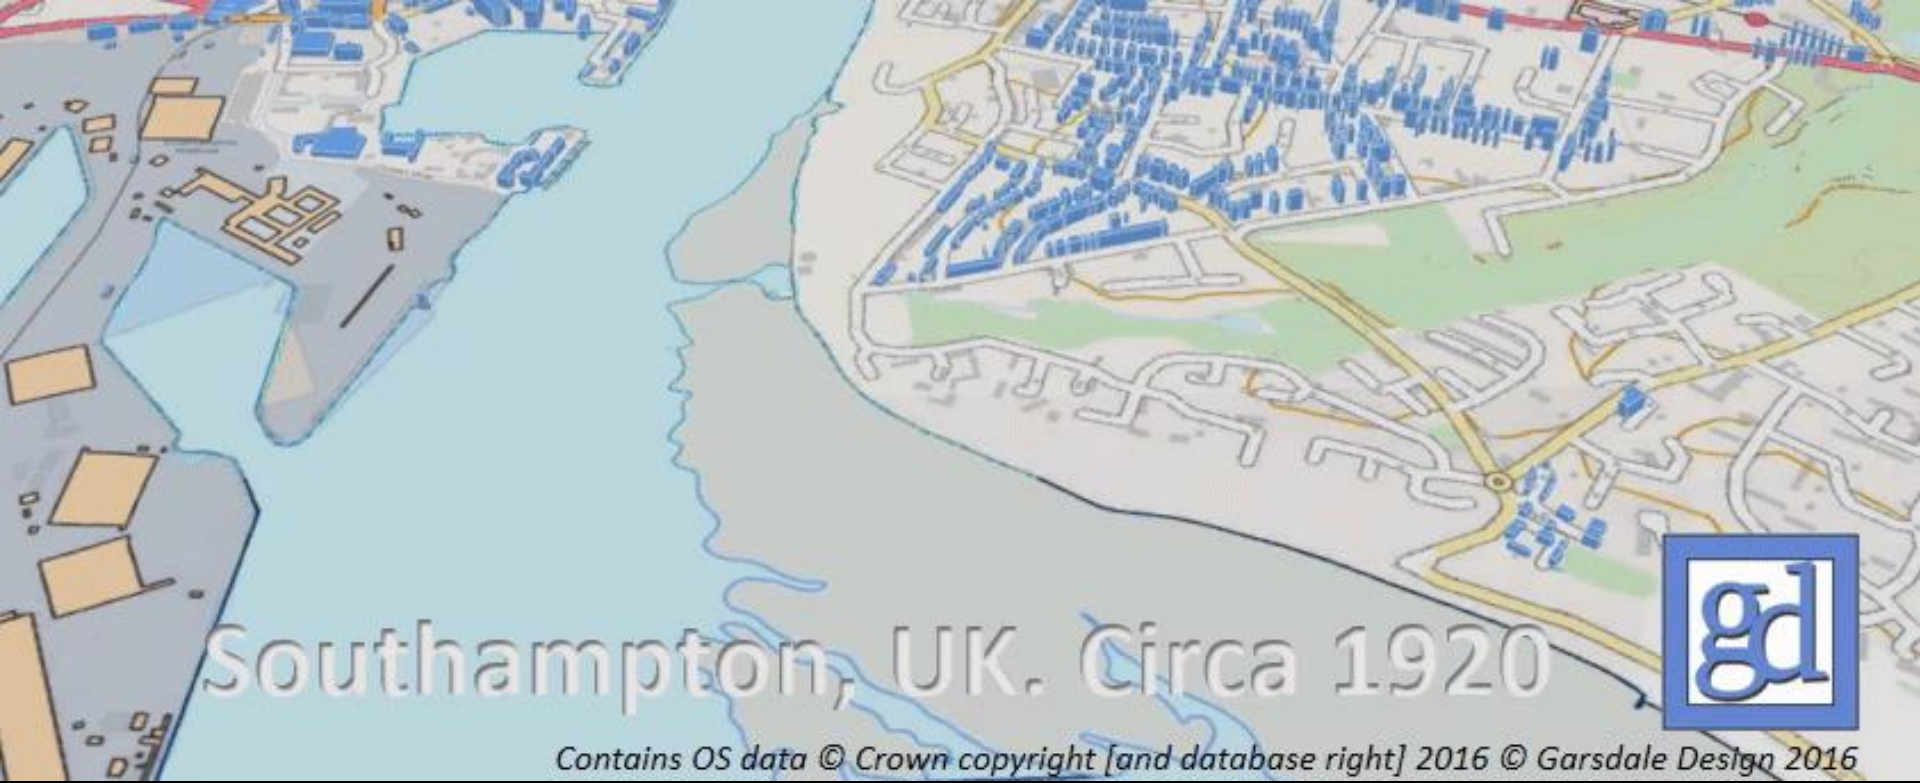 Southampton, UK. Circa 1920
gd
Contains OS data © Crown copyright [and database right] 2016 © Garsdale Design 2016